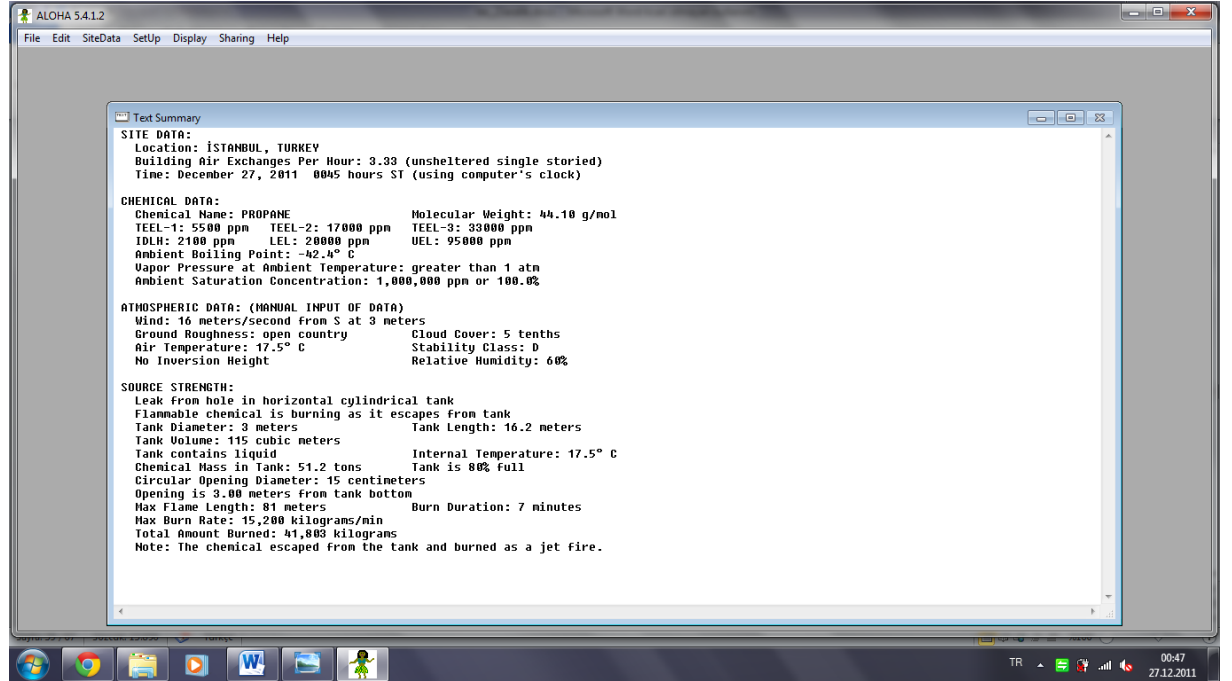 ALOHA 5.4.1.2
File Edit SiteData SetUp Display Sharing Help
Text Summary
SITE DATA:
Location: İSTANBUL, TURKEY
Building Air Exchanges Per Hour: 3.33 (unsheltered single storied)
Time: December 27, 2011 0045 hours ST (using computer's clock)
CHEMICAL DATA:
Chemical Name: PROPANE Molecular Weight: 44.10 g/mol
TEEL-1: 5500 ppm TEEL-2: 17000 ppm TEEL-3: 33000 ppm
IDLH: 2100 ppm LEL: 20000 ppm UEL: 95000 ppm
Ambient Boiling Point: -42.4° C
Vapor Pressure at Ambient Temperature: greater than 1 atm
Ambient Saturation Concentration: 1,000,000 ppm or 100.0%
ATMOSPHERIC DATA: (MANUAL INPUT OF DATA)
Wind: 16 meters/second from S at 3 meters
Ground Roughness: open country Cloud Cover: 5 tenths
Air Temperature: 17.5° C Stability Class: D
No Inversion Height Relative Humidity: 60%
SOURCE STRENGTH:
Leak from hole in horizontal cylindrical tank
Flammable chemical is burning as it escapes from tank
Tank Diameter: 3 meters Tank Length: 16.2 meters
Tank Volume: 115 cubic meters
Tank contains liquid Internal Temperature: 17.5° C
Chemical Mass in Tank: 51.2 tons Tank is 80% full
Circular Opening Diameter: 15 centimeters
Opening is 3.00 meters from tank bottom
Max Flame Length: 81 meters Burn Duration: 7 minutes
Max Burn Rate: 15,200 kilograms/min
Total Amount Burned: 41,803 kilograms
Note: The chemical escaped from the tank and burned as a jet fire.
TR
00:47
27.12.2011